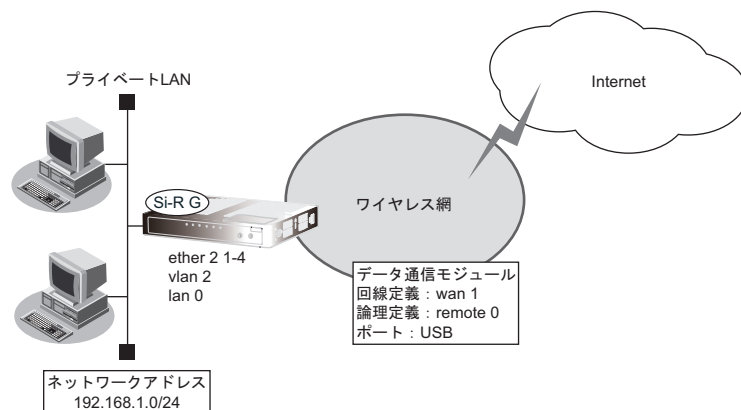 Internet
プライベートLAN
Si-R G
ワイヤレス網
ether 2 1-4
vlan 2
lan 0
データ通信モジュール
回線定義：wan 1
論理定義：remote 0
ポート：USB
ネットワークアドレス
192.168.1.0/24